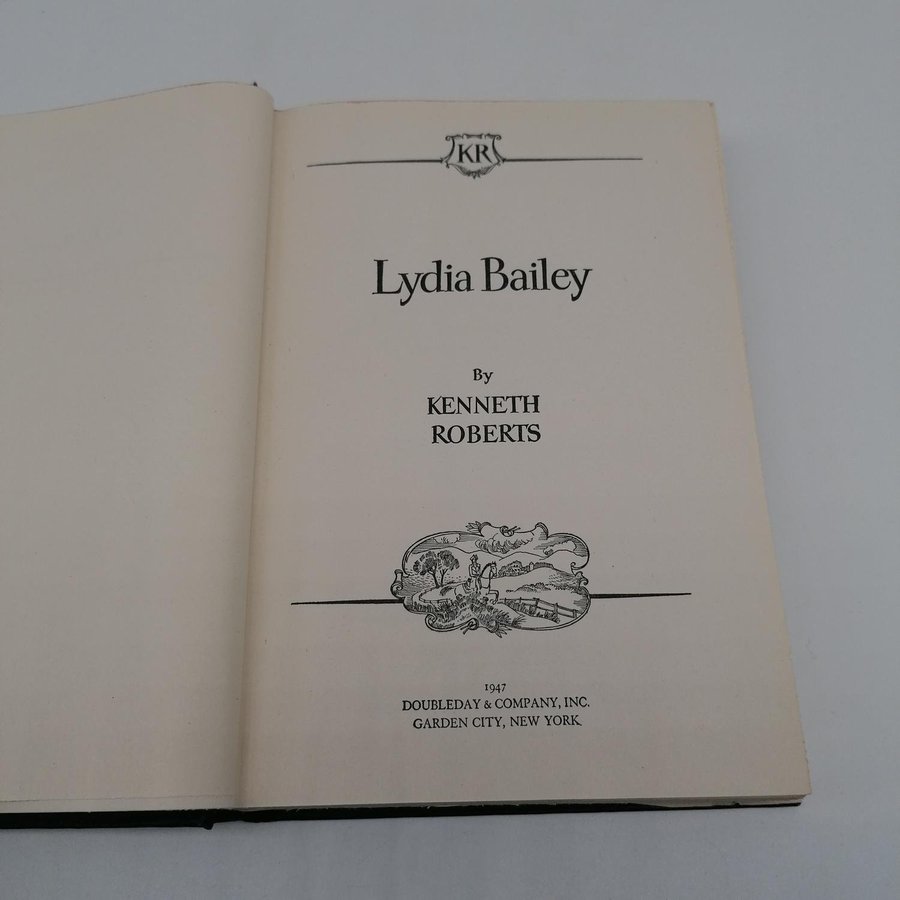 KR
Lydia Bailey
By
KENNETH
ROBERTS
1947
DOUBLEDAY & COMPANY, INC.
GARDEN CITY, NEW YORK